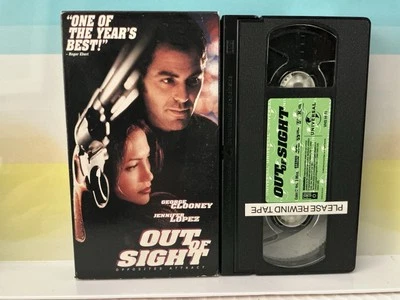 "ONE OF
THE YEAR'S
BEST!"
- Roger Ebert
GEORGE
CLOONEY
JENNIFER
LOPEZ
OUT
OF
SIGHT
OPPOSITES ATTRACT
OUT OF SIGHT
UNIVERSAL
PLEASE REWIND TAPE